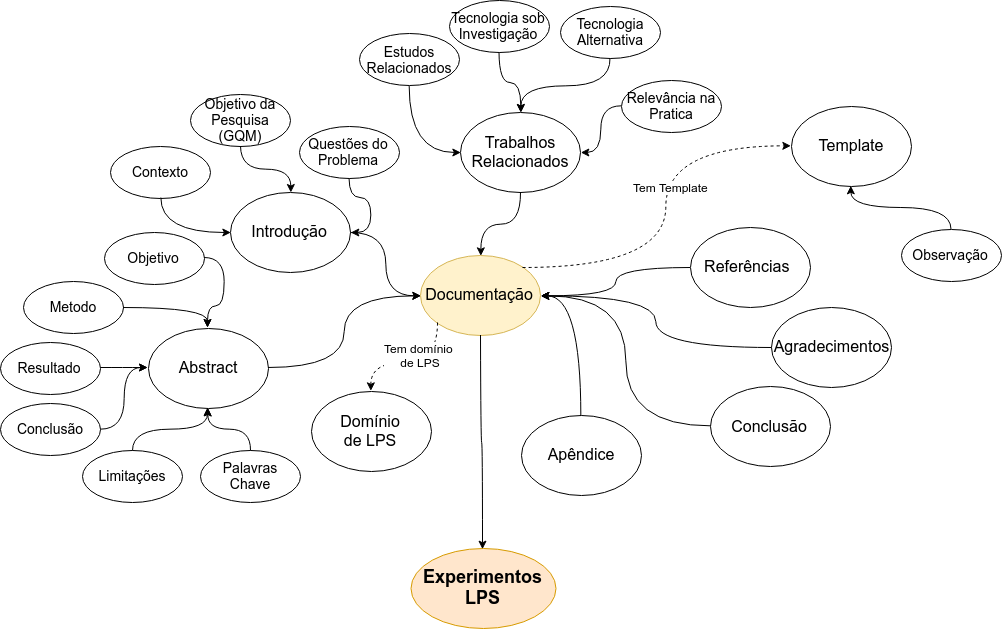 Tecnologia sob
Investigação
Tecnologia
Alternativa
Estudos
Relacionados
Relevância na
Pratica
Objetivo da
Pesquisa
(GQM)
Questões do
Problema
Trabalhos
Relacionados
Template
Contexto
Tem Template
Introdução
Objetivo
Observação
Referências
Documentação
Metodo
Agradecimentos
Tem domínio
de LPS
Resultado
Abstract
Domínio
de LPS
Conclusão
Conclusão
Apêndice
Limitações
Palavras
Chave
Experimentos
LPS